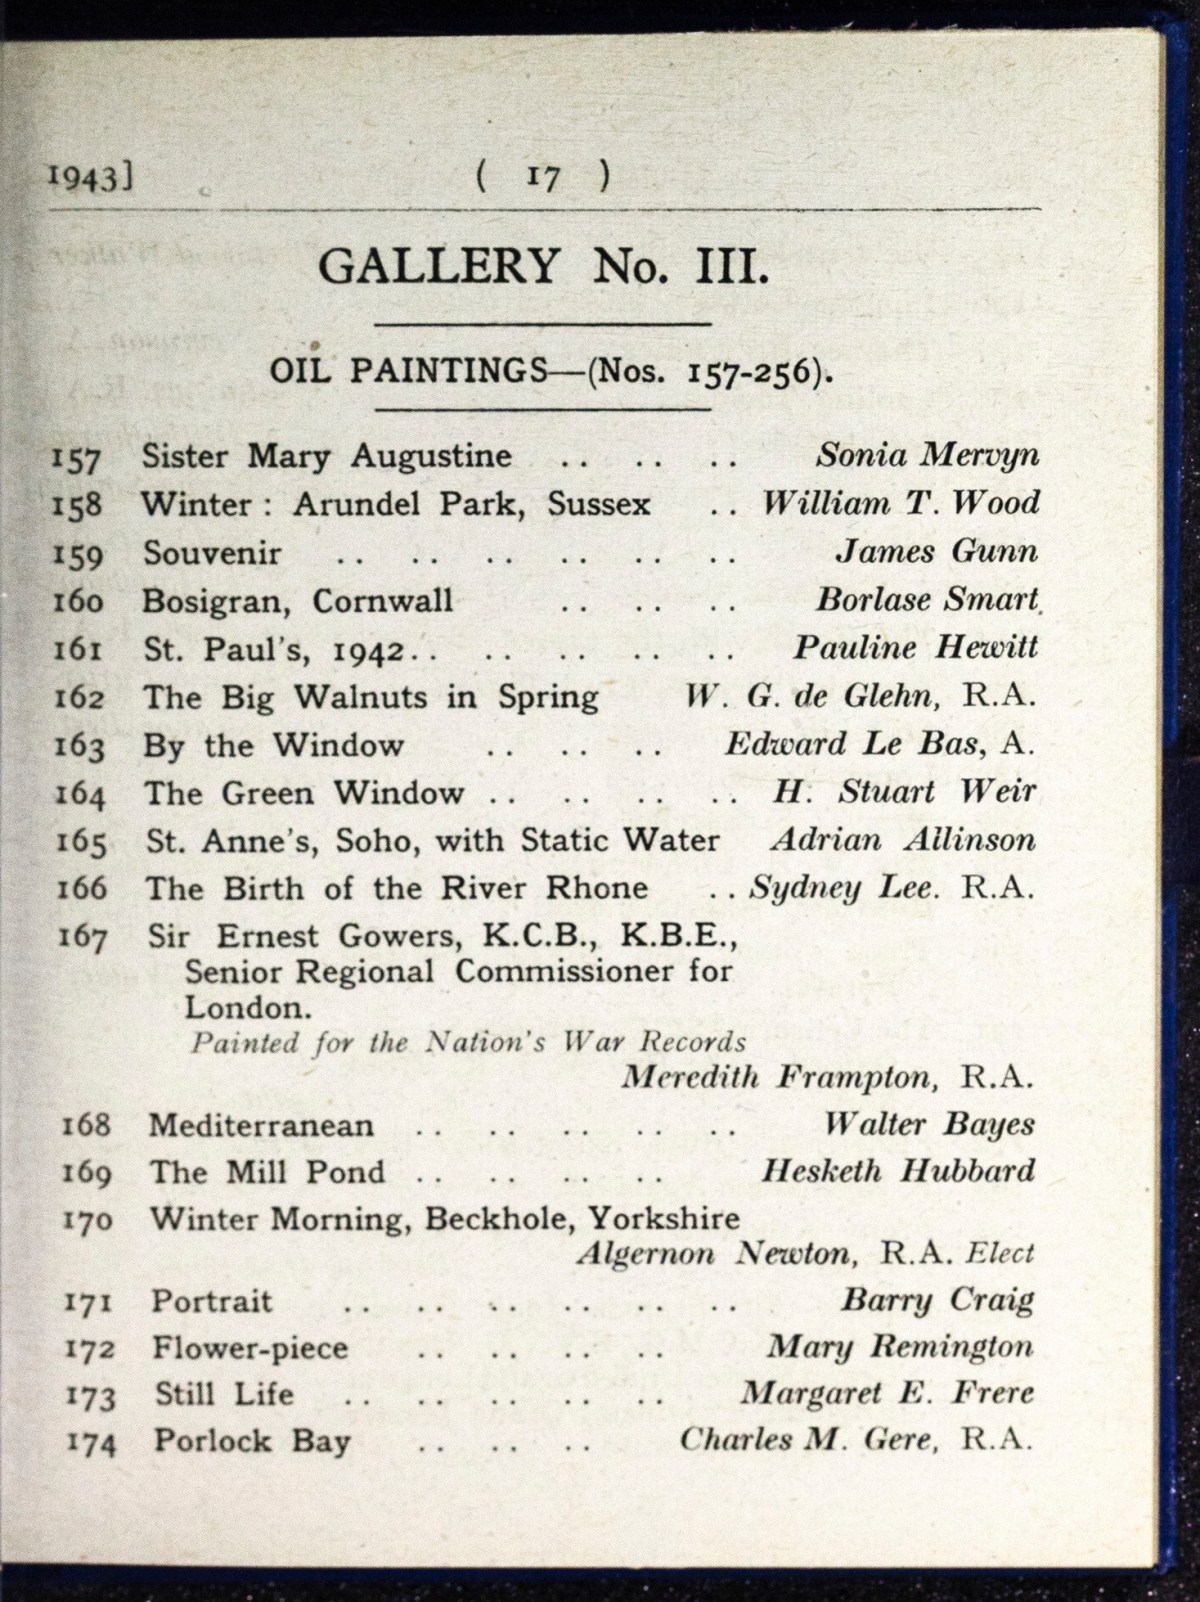 1943] ( 17 )
GALLERY No. III.
OIL PAINTINGS—(Nos. 157-256).
157 Sister Mary Augustine .. .. .. Sonia Mervyn
158 Winter : Arundel Park, Sussex .. William T. Wood
159 Souvenir .. .. .. .. .. .. James Gunn
160 Bosigran, Cornwall .. .. .. Borlase Smart
161 St. Paul's, 1942.. .. .. .. .. Pauline Hewitt
162 The Big Walnuts in Spring W. G. de Glehn, R.A.
163 By the Window .. .. .. Edward Le Bas, A.
164 The Green Window .. .. .. .. H. Stuart Weir
165 St. Anne's, Soho, with Static Water Adrian Allinson
166 The Birth of the River Rhone .. Sydney Lee. R.A.
167 Sir Ernest Gowers, K.C.B., K.B.E.,
Senior Regional Commissioner for
London.
Painted for the Nation's War Records
Meredith Frampton, R.A.
168 Mediterranean .. .. .. .. .. Walter Bayes
169 The Mill Pond .. .. .. .. Hesketh Hubbard
170 Winter Morning, Beckhole, Yorkshire
Algernon Newton, R.A. Elect
171 Portrait .. .. .. .. .. .. Barry Craig
172 Flower-piece .. .. .. .. Mary Remington
173 Still Life .. .. .. .. .. Margaret E. Frere
174 Porlock Bay .. .. .. Charles M. Gere, R.A.